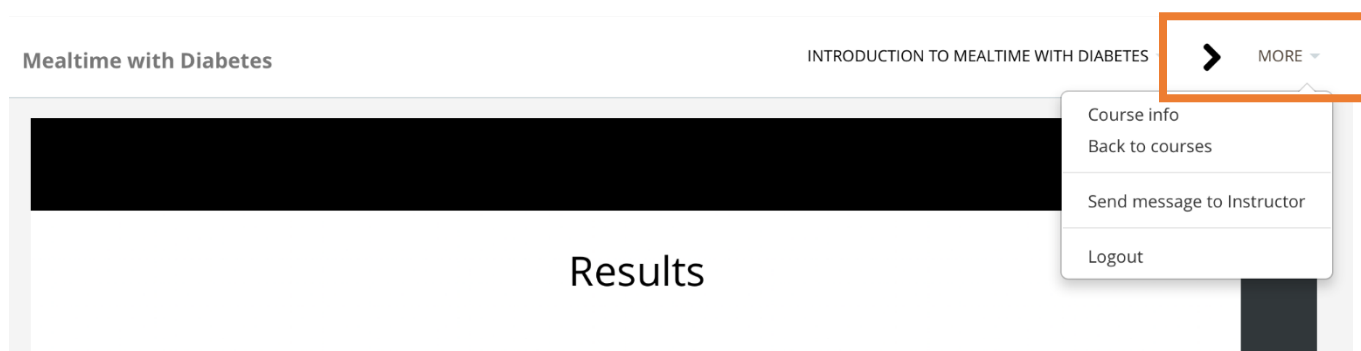 Mealtime with Diabetes
INTRODUCTION TO MEALTIME WITH DIABETES
MORE
Course info
Back to courses
Send message to Instructor
Logout
Results